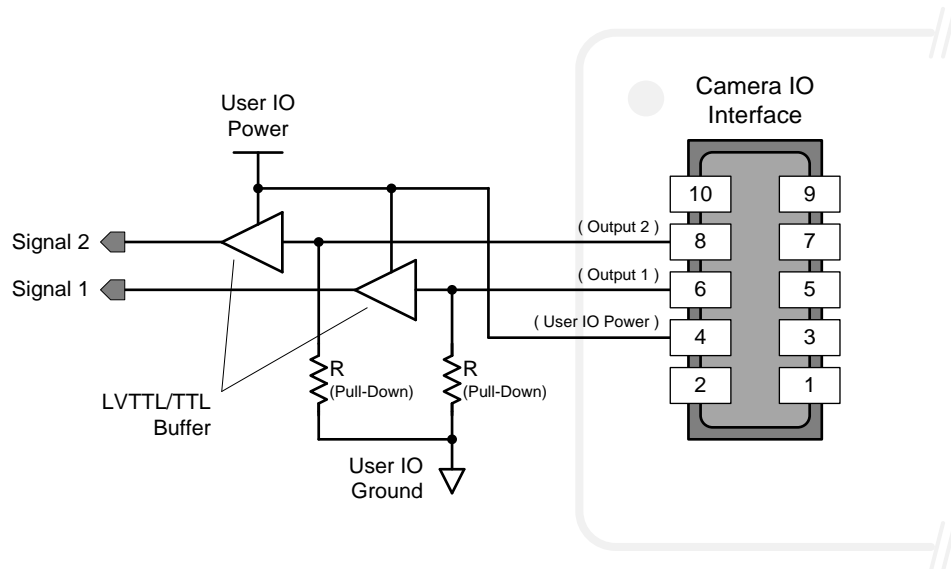 Camera IO
Interface
User IO
Power
10
9
( Output 2 )
8
7
Signal 2
( Output 1 )
6
5
Signal 1
( User IO Power )
4
3
R
(Pull-Down)
R
(Pull-Down)
2
1
LVTTL/TTL
Buffer
User IO
Ground